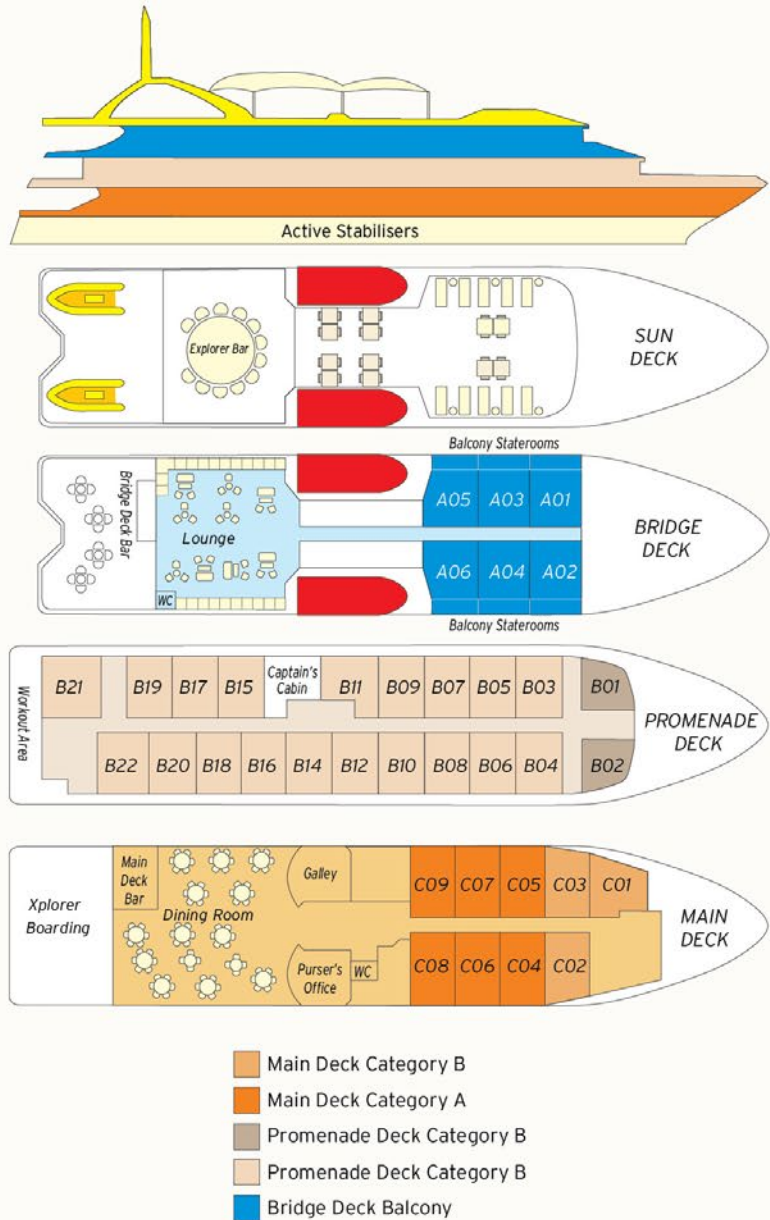 Active Stabilisers
Explorer Bar
SUN
DECK
Balcony Staterooms
Bridge Deck Bar
Lounge
WC
A05 A03 A01
A06 A04 A02
BRIDGE
DECK
Balcony Staterooms
Workout Area
B21 B19 B17 B15
Captain's
Cabin
B11 B09 B07 B05 B03 B01
B22 B20 B18 B16 B14 B12 B10 B08 B06 B04 B02
PROMENADE
DECK
Xplorer
Boarding
Main
Deck
Bar
Dining Room
Galley
Purser's
Office
WC
C09 C07 C05 C03 C01
C08 C06 C04 C02
MAIN
DECK
Main Deck Category B
Main Deck Category A
Promenade Deck Category B
Promenade Deck Category B
Bridge Deck Balcony